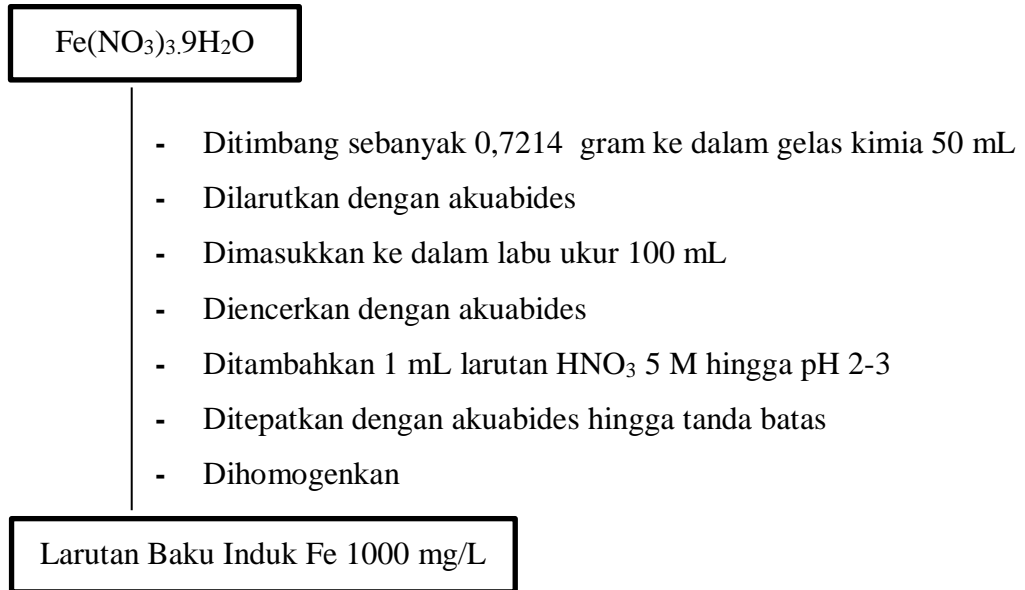 Fe(NO₃)₃.9H₂O
- Ditimbang sebanyak 0,7214 gram ke dalam gelas kimia 50 mL
- Dilarutkan dengan akuabides
- Dimasukkan ke dalam labu ukur 100 mL
- Diencerkan dengan akuabides
- Ditambahkan 1 mL larutan HNO₃ 5 M hingga pH 2-3
- Ditepatkan dengan akuabides hingga tanda batas
- Dihomogenkan
Larutan Baku Induk Fe 1000 mg/L